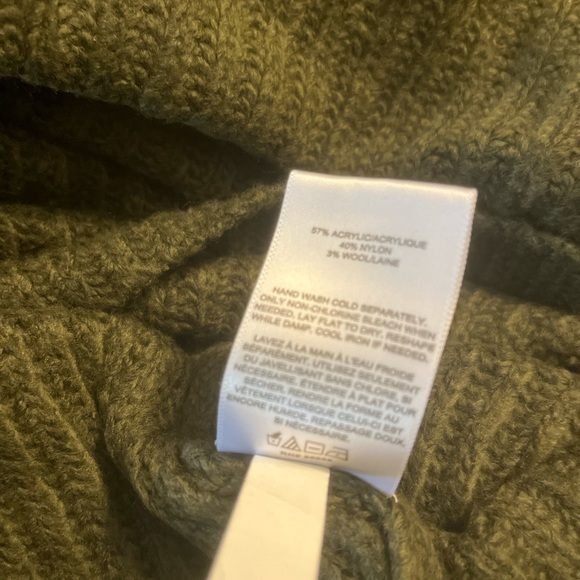 57% ACRYLIC/ACRYLIQUE
40% NYLON
3% WOOL/LAINE
HAND WASH COLD SEPARATELY.
ONLY NON-CHLORINE BLEACH WHEN
NEEDED, LAY FLAT TO DRY. RESHAPE
WHILE DAMP. COOL IRON IF NEEDED.
LAVEZ À LA MAIN À L'EAU FROIDE
SÉPARÉMENT. UTILISEZ SEULEMENT
DU JAVELLISANT SANS CHLORE, SI
NÉCESSAIRE. ÉTENDRE À PLAT POUR
SÉCHER. RENDRE LA FORME AU
VÊTEMENT LORSQUE CELUI-CI EST
ENCORE HUMIDE. REPASSAGE DOUX,
SI NÉCESSAIRE.